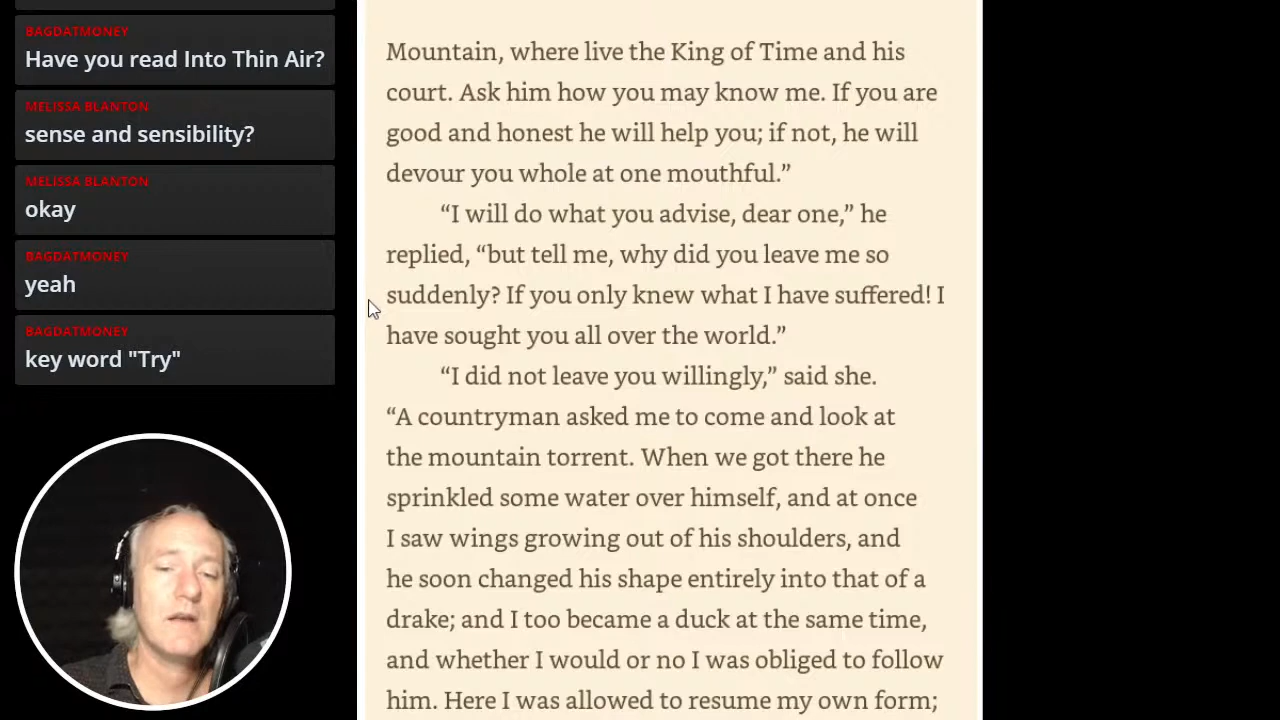 BAGDATMONEY
Have you read Into Thin Air?
MELISSA BLANTON
sense and sensibility?
MELISSA BLANTON
okay
BAGDATMONEY
yeah
BAGDATMONEY
key word "Try"
Mountain, where live the King of Time and his
court. Ask him how you may know me. If you are
good and honest he will help you; if not, he will
devour you whole at one mouthful.”
“I will do what you advise, dear one,” he
replied, “but tell me, why did you leave me so
suddenly? If you only knew what I have suffered! I
have sought you all over the world.”
“I did not leave you willingly,” said she.
“A countryman asked me to come and look at
the mountain torrent. When we got there he
sprinkled some water over himself, and at once
I saw wings growing out of his shoulders, and
he soon changed his shape entirely into that of a
drake; and I too became a duck at the same time,
and whether I would or no I was obliged to follow
him. Here I was allowed to resume my own form;